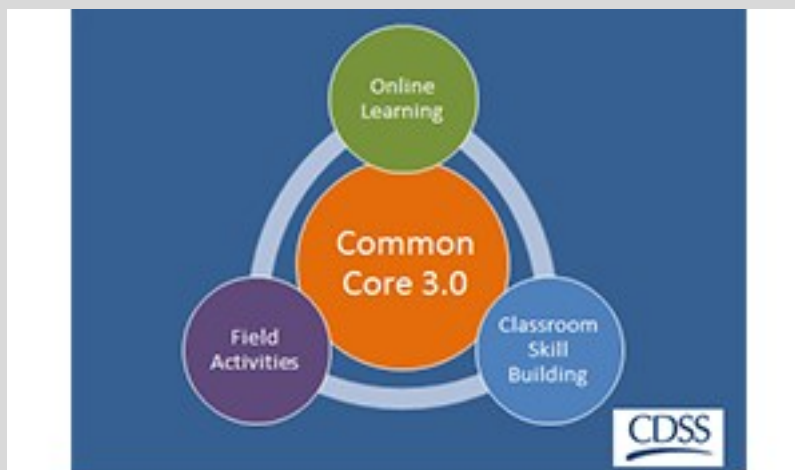 Online
Learning
Common
Core 3.0
Field
Activities
Classroom
Skill
Building
CDSS